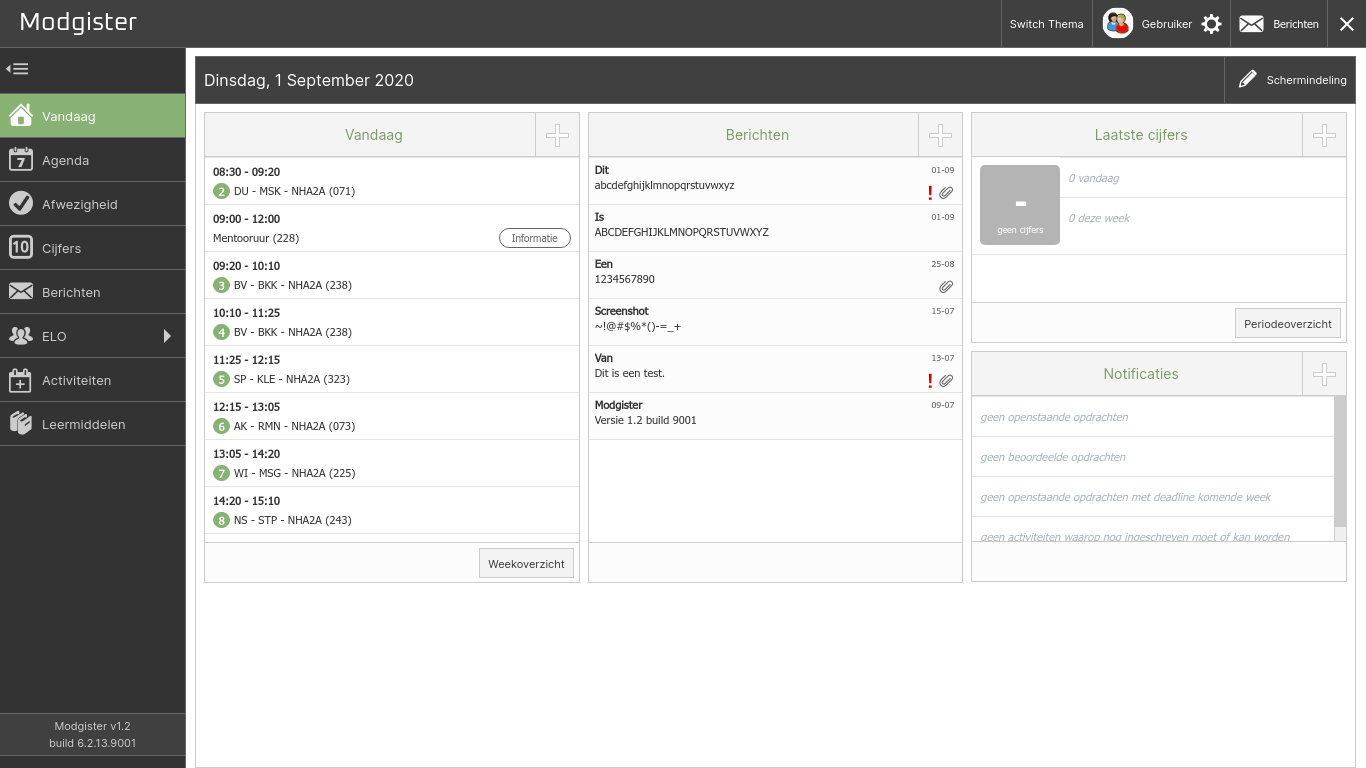 Modgister
Switch Thema
Gebruiker
Berichten
Vandaag
7
Agenda
Afwezigheid
10
Cijfers
Berichten
ELO
Activiteiten
Leermiddelen
Modgister v1.2
build 6.2.13.9001
Dinsdag, 1 September 2020
Schermindeling
Vandaag
08:30 - 09:20
2 DU - MSK - NHA2A (071)
09:00 - 12:00
Mentooruur (228) Informatie
09:20 - 10:10
3 BV - BKK - NHA2A (238)
10:10 - 11:25
4 BV - BKK - NHA2A (238)
11:25 - 12:15
5 SP - KLE - NHA2A (323)
12:15 - 13:05
6 AK - RMN - NHA2A (073)
13:05 - 14:20
7 WI - MSG - NHA2A (225)
14:20 - 15:10
8 NS - STP - NHA2A (243)
Weekoverzicht
Berichten
Dit 01-09
abcdefghijklmnopqrstuvwxyz !
Is 01-09
ABCDEFGHIJKLMNOPQRSTUVWXYZ
Een 25-08
1234567890
Screenshot 15-07
~!@#$%*()-=_+
Van 13-07
Dit is een test. !
Modgister 09-07
Versie 1.2 build 9001
Laatste cijfers
-
geen cijfers
0 vandaag
0 deze week
Periodeoverzicht
Notificaties
geen openstaande opdrachten
geen beoordeelde opdrachten
geen openstaande opdrachten met deadline komende week
geen activiteiten waarop nog ingeschreven moet of kan worden